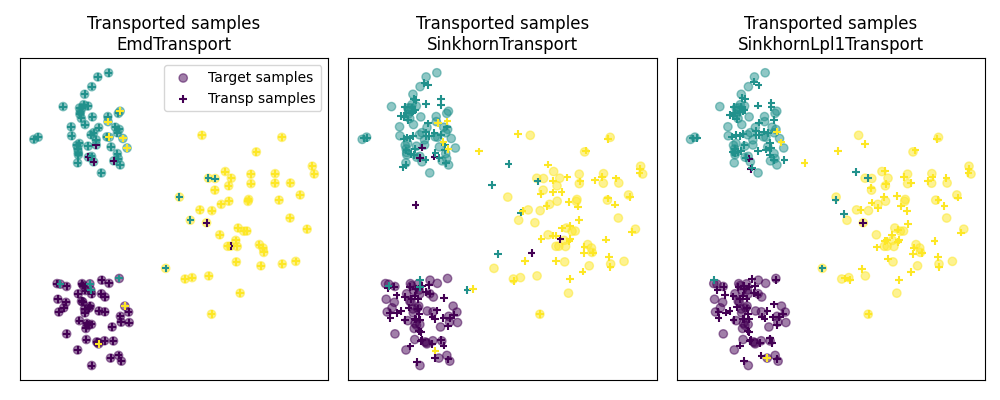 Transported samples
EmdTransport
Target samples
Transp samples
Transported samples
SinkhornTransport
Transported samples
SinkhornLpl1Transport